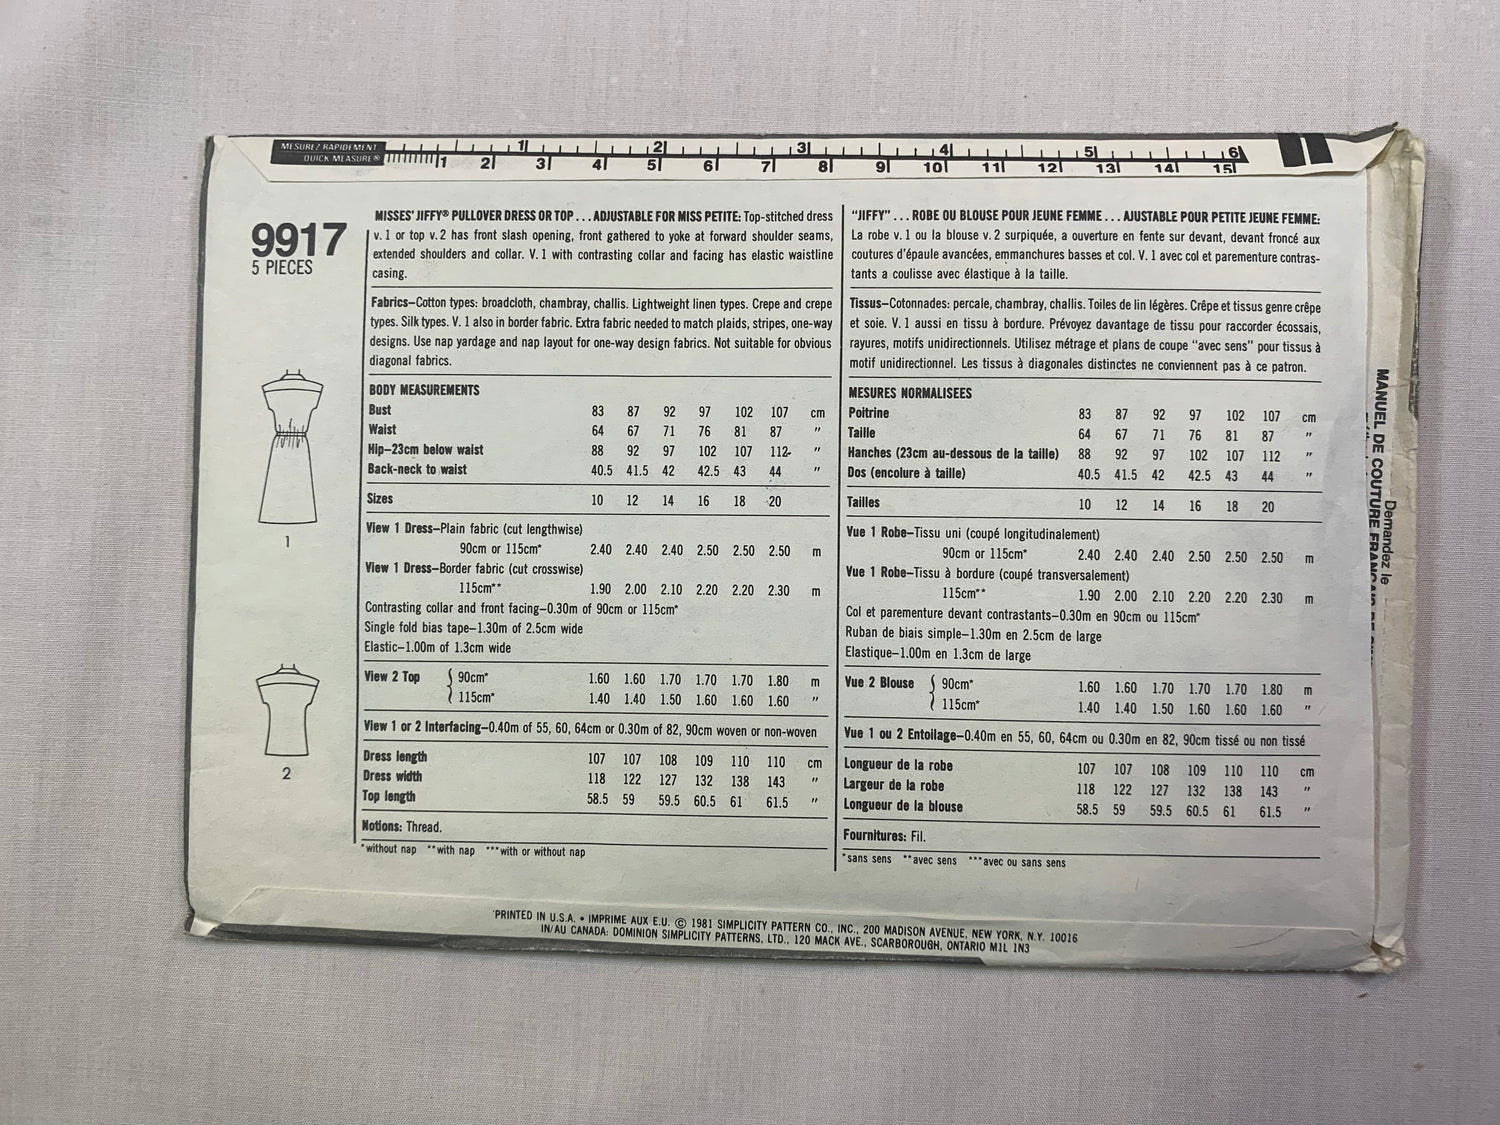 MESUREZ RAPIDEMENT
QUICK MEASURE®
1 2 3 4 5 6
1 2 3 4 5 6 7 8 9 10 11 12 13 14 15
9917
5 PIECES
1
2
MISSES' JIFFY® PULLOVER DRESS OR TOP . . . ADJUSTABLE FOR MISS PETITE: Top-stitched dress
v. 1 or top v. 2 has front slash opening, front gathered to yoke at forward shoulder seams,
extended shoulders and collar. V. 1 with contrasting collar and facing has elastic waistline
casing.
Fabrics–Cotton types: broadcloth, chambray, challis. Lightweight linen types. Crepe and crepe
types. Silk types. V. 1 also in border fabric. Extra fabric needed to match plaids, stripes, one-way
designs. Use nap yardage and nap layout for one-way design fabrics. Not suitable for obvious
diagonal fabrics.
BODY MEASUREMENTS
Bust 83 87 92 97 102 107 cm
Waist 64 67 71 76 81 87 "
Hip–23cm below waist 88 92 97 102 107 112 "
Back-neck to waist 40.5 41.5 42 42.5 43 44 "
Sizes 10 12 14 16 18 20
View 1 Dress–Plain fabric (cut lengthwise)
90cm or 115cm* 2.40 2.40 2.40 2.50 2.50 2.50 m
View 1 Dress–Border fabric (cut crosswise)
115cm** 1.90 2.00 2.10 2.20 2.20 2.30 m
Contrasting collar and front facing–0.30m of 90cm or 115cm*
Single fold bias tape–1.30m of 2.5cm wide
Elastic–1.00m of 1.3cm wide
View 2 Top { 90cm* 1.60 1.60 1.70 1.70 1.70 1.80 m
115cm* 1.40 1.40 1.50 1.60 1.60 1.60 "
View 1 or 2 Interfacing–0.40m of 55, 60, 64cm or 0.30m of 82, 90cm woven or non-woven
Dress length 107 107 108 109 110 110 cm
Dress width 118 122 127 132 138 143 "
Top length 58.5 59 59.5 60.5 61 61.5 "
Notions: Thread.
*without nap **with nap ***with or without nap
"JIFFY" . . . ROBE OU BLOUSE POUR JEUNE FEMME . . . AJUSTABLE POUR PETITE JEUNE FEMME:
La robe v. 1 ou la blouse v. 2 surpiquée, a ouverture en fente sur devant, devant froncé aux
coutures d'épaule avancées, emmanchures basses et col. V. 1 avec col et parementure contras-
tants a coulisse avec élastique à la taille.
Tissus–Cotonnades: percale, chambray, challis. Toiles de lin légères. Crêpe et tissus genre crêpe
et soie. V. 1 aussi en tissu à bordure. Prévoyez davantage de tissu pour raccorder écossais,
rayures, motifs unidirectionnels. Utilisez métrage et plans de coupe "avec sens" pour tissus à
motif unidirectionnel. Les tissus à diagonales distinctes ne conviennent pas à ce patron.
MESURES NORMALISEES
Poitrine 83 87 92 97 102 107 cm
Taille 64 67 71 76 81 87 "
Hanches (23cm au-dessous de la taille) 88 92 97 102 107 112 "
Dos (encolure à taille) 40.5 41.5 42 42.5 43 44 "
Tailles 10 12 14 16 18 20
Vue 1 Robe–Tissu uni (coupé longitudinalement)
90cm or 115cm* 2.40 2.40 2.40 2.50 2.50 2.50 m
Vue 1 Robe–Tissu à bordure (coupé transversalement)
115cm** 1.90 2.00 2.10 2.20 2.20 2.30 m
Col et parementure devant contrastants–0.30m en 90cm ou 115cm*
Ruban de biais simple–1.30m en 2.5cm de large
Elastique–1.00m en 1.3cm de large
Vue 2 Blouse { 90cm* 1.60 1.60 1.70 1.70 1.70 1.80 m
115cm* 1.40 1.40 1.50 1.60 1.60 1.60 "
Vue 1 ou 2 Entoilage–0.40m en 55, 60, 64cm ou 0.30m en 82, 90cm tissé ou non tissé
Longueur de la robe 107 107 108 109 110 110 cm
Largeur de la robe 118 122 127 132 138 143 "
Longueur de la blouse 58.5 59 59.5 60.5 61 61.5 "
Fournitures: Fil.
*sans sens **avec sens ***avec ou sans sens
Demandez le
MANUEL DE COUTURE FRANÇAIS DE
PRINTED IN U.S.A. • IMPRIME AUX E.U. © 1981 SIMPLICITY PATTERN CO., INC., 200 MADISON AVENUE, NEW YORK, N.Y. 10016
IN/AU CANADA: DOMINION SIMPLICITY PATTERNS, LTD., 120 MACK AVE., SCARBOROUGH, ONTARIO M1L 1N3